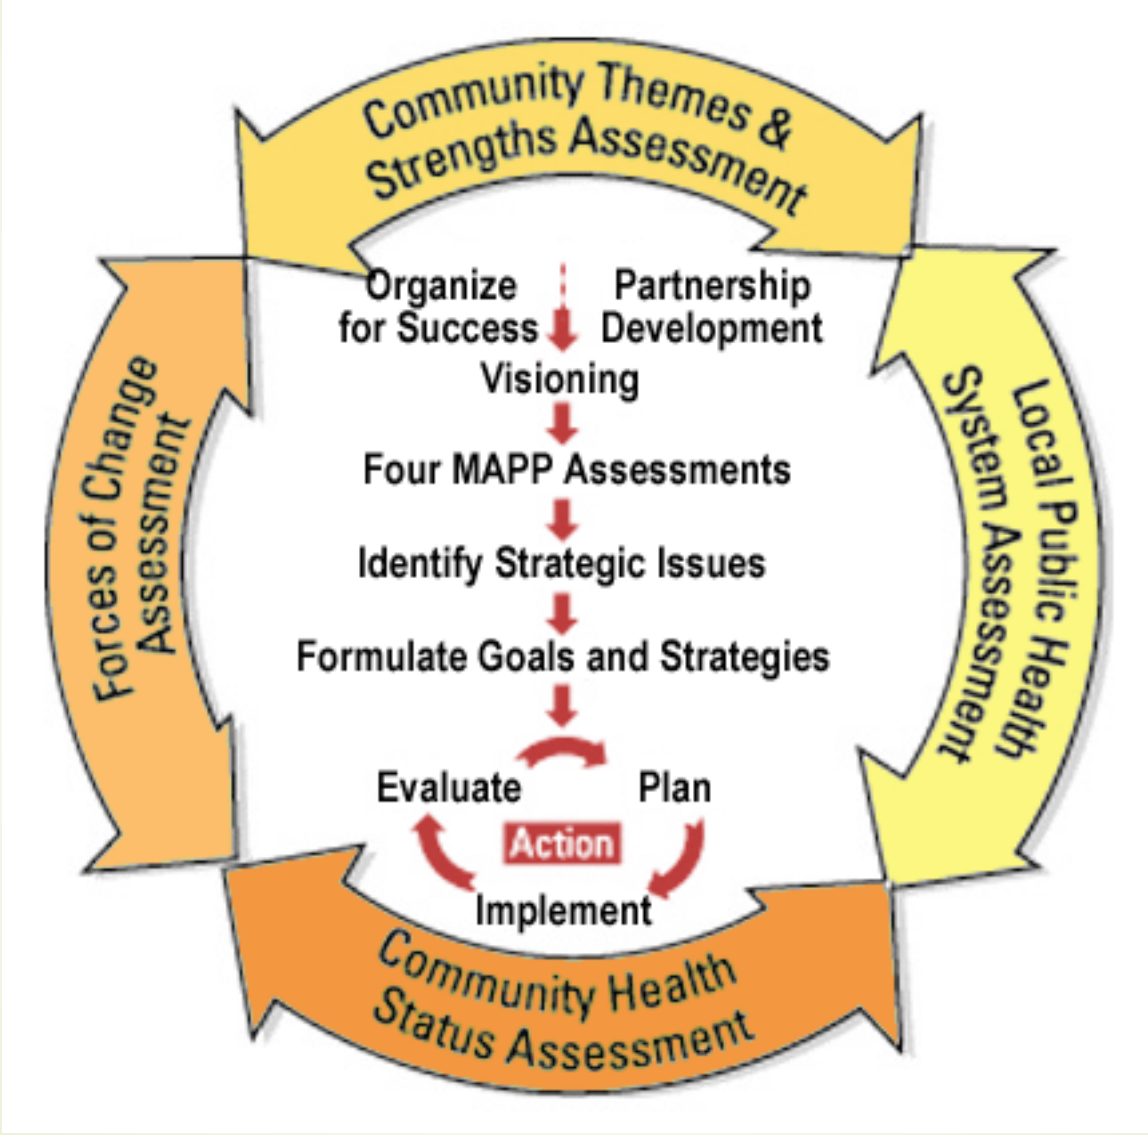 Community Themes &
Strengths Assessment
Organize
for Success
Partnership
Development
Visioning
Four MAPP Assessments
Identify Strategic Issues
Formulate Goals and Strategies
Evaluate
Plan
Action
Implement
Forces of Change
Assessment
Local Public Health
System Assessment
Community Health
Status Assessment